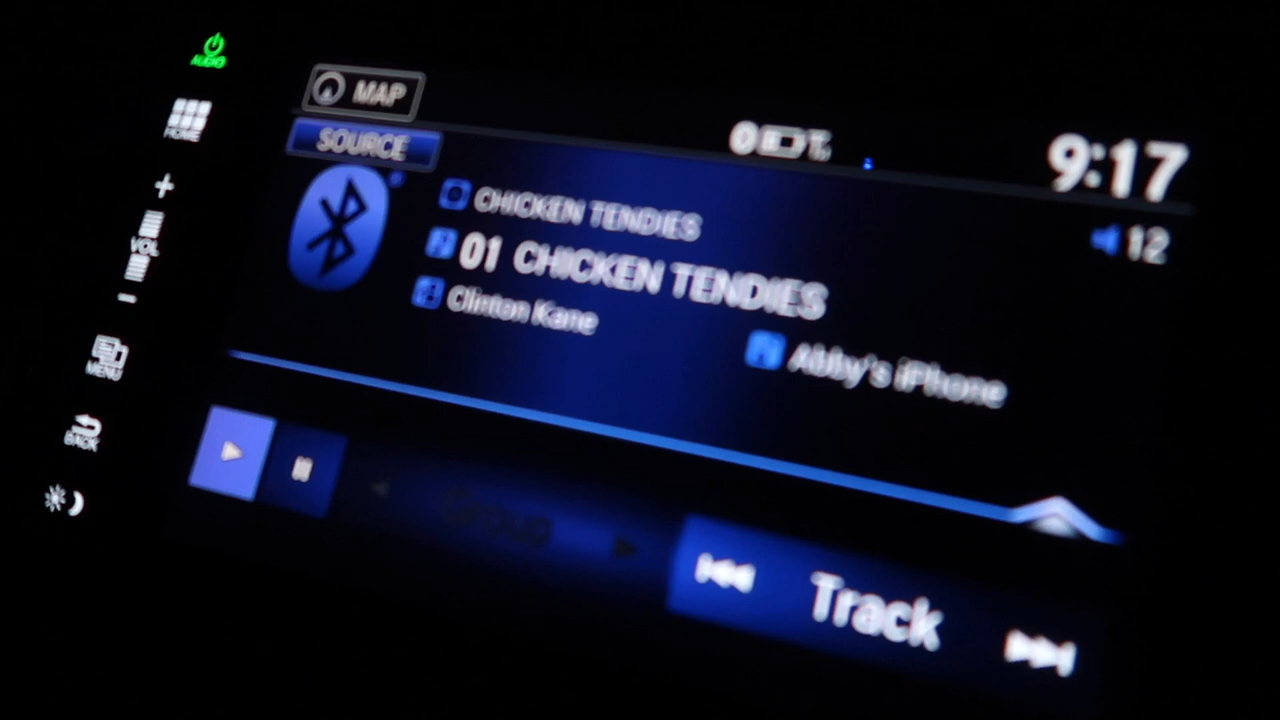 AUDIO
HOME
VOL
MENU
BACK
MAP
SOURCE
9:17
12
CHICKEN TENDIES
01 CHICKEN TENDIES
Clinton Kane
Abby's iPhone
Group
Track